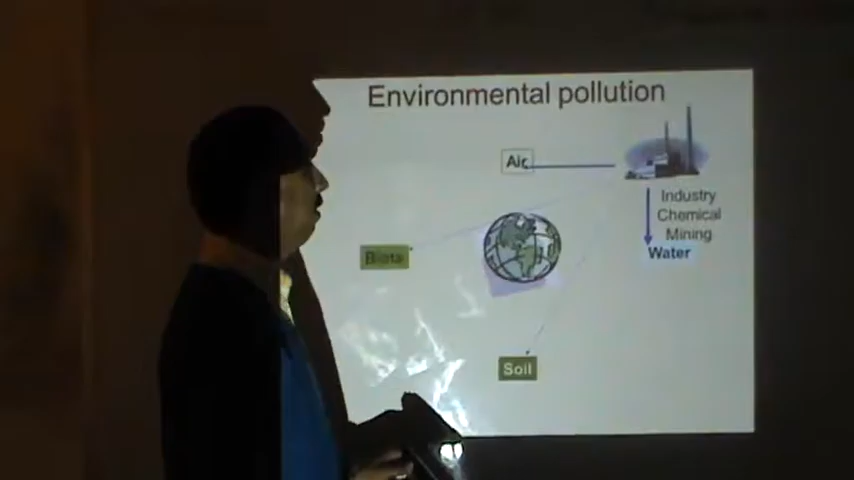 Environmental pollution
Air
Industry
Chemical
Mining
Water
Biota
Soil